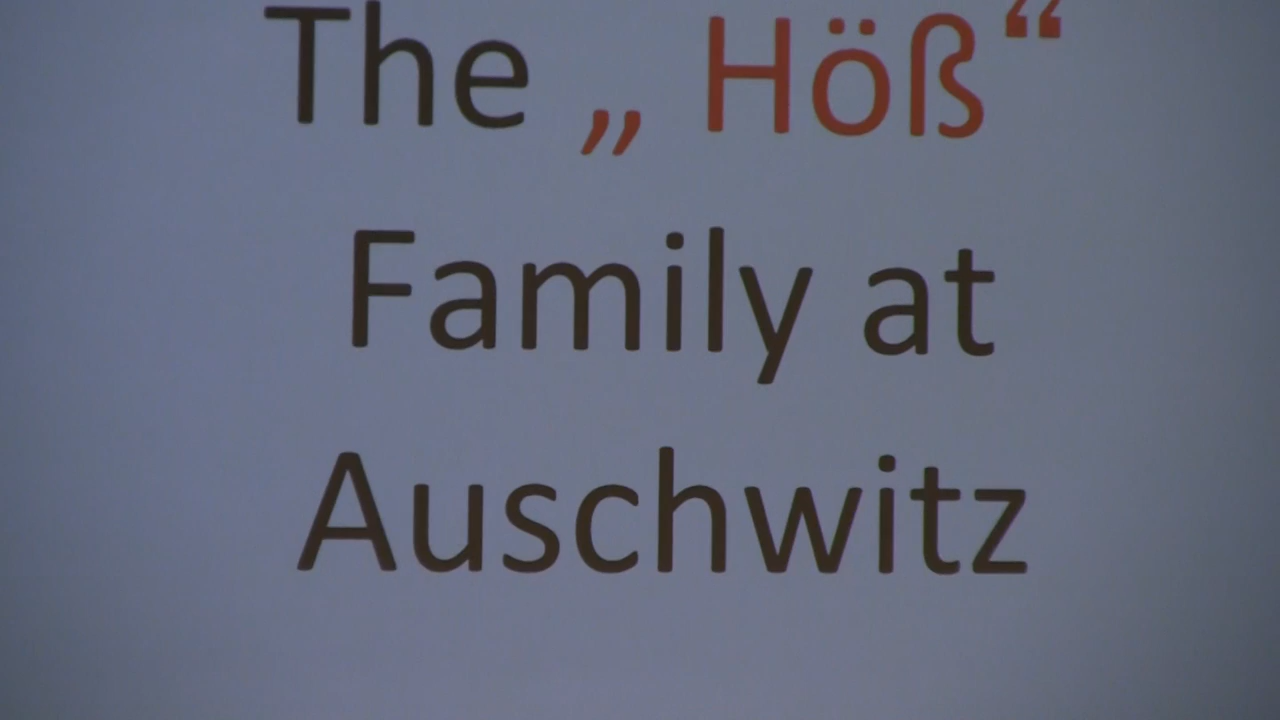 The „ Höß“
Family at
Auschwitz